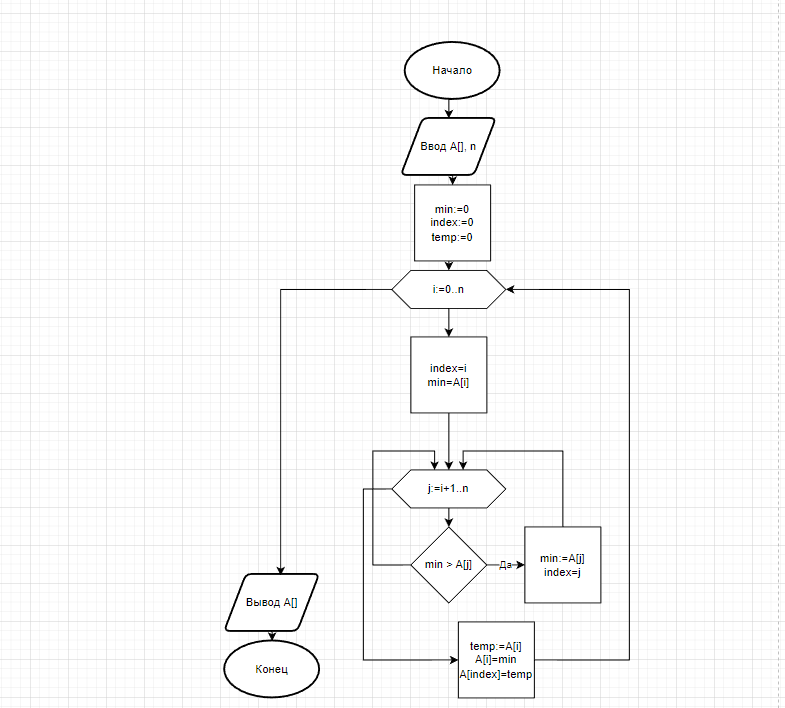 Начало
Ввод A[], n
min:=0
index:=0
temp:=0
i:=0..n
index=i
min=A[i]
j:=i+1..n
min > A[j]
Да
min:=A[j]
index=j
temp:=A[i]
A[i]=min
A[index]=temp
Вывод A[]
Конец